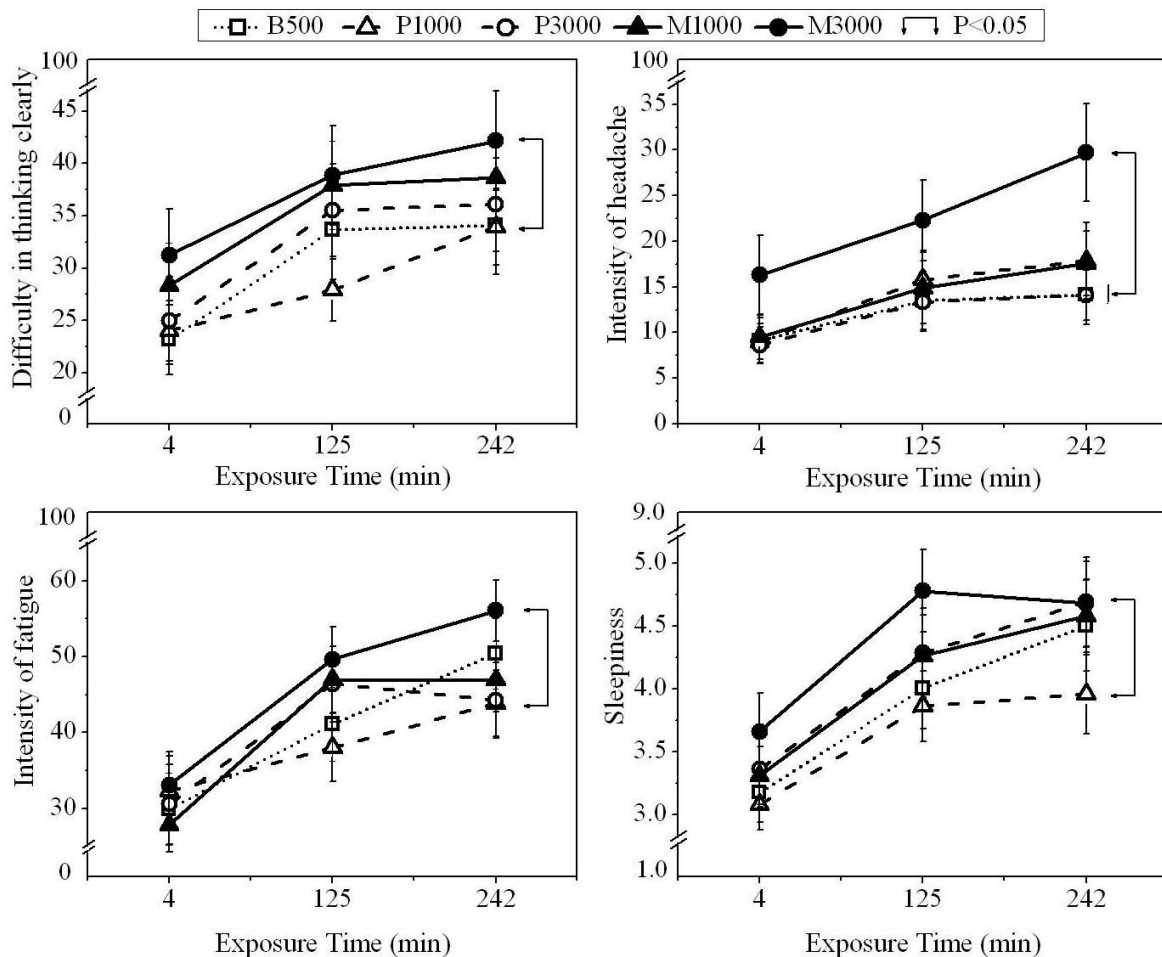 B500 P1000 P3000 M1000 M3000 P<0.05
Difficulty in thinking clearly
100
45
40
35
30
25
20
0
4 125 242
Exposure Time (min)
Intensity of headache
100
35
30
25
20
15
10
5
0
4 125 242
Exposure Time (min)
Intensity of fatigue
100
60
50
40
30
0
4 125 242
Exposure Time (min)
Sleepiness
9.0
5.0
4.5
4.0
3.5
3.0
1.0
4 125 242
Exposure Time (min)